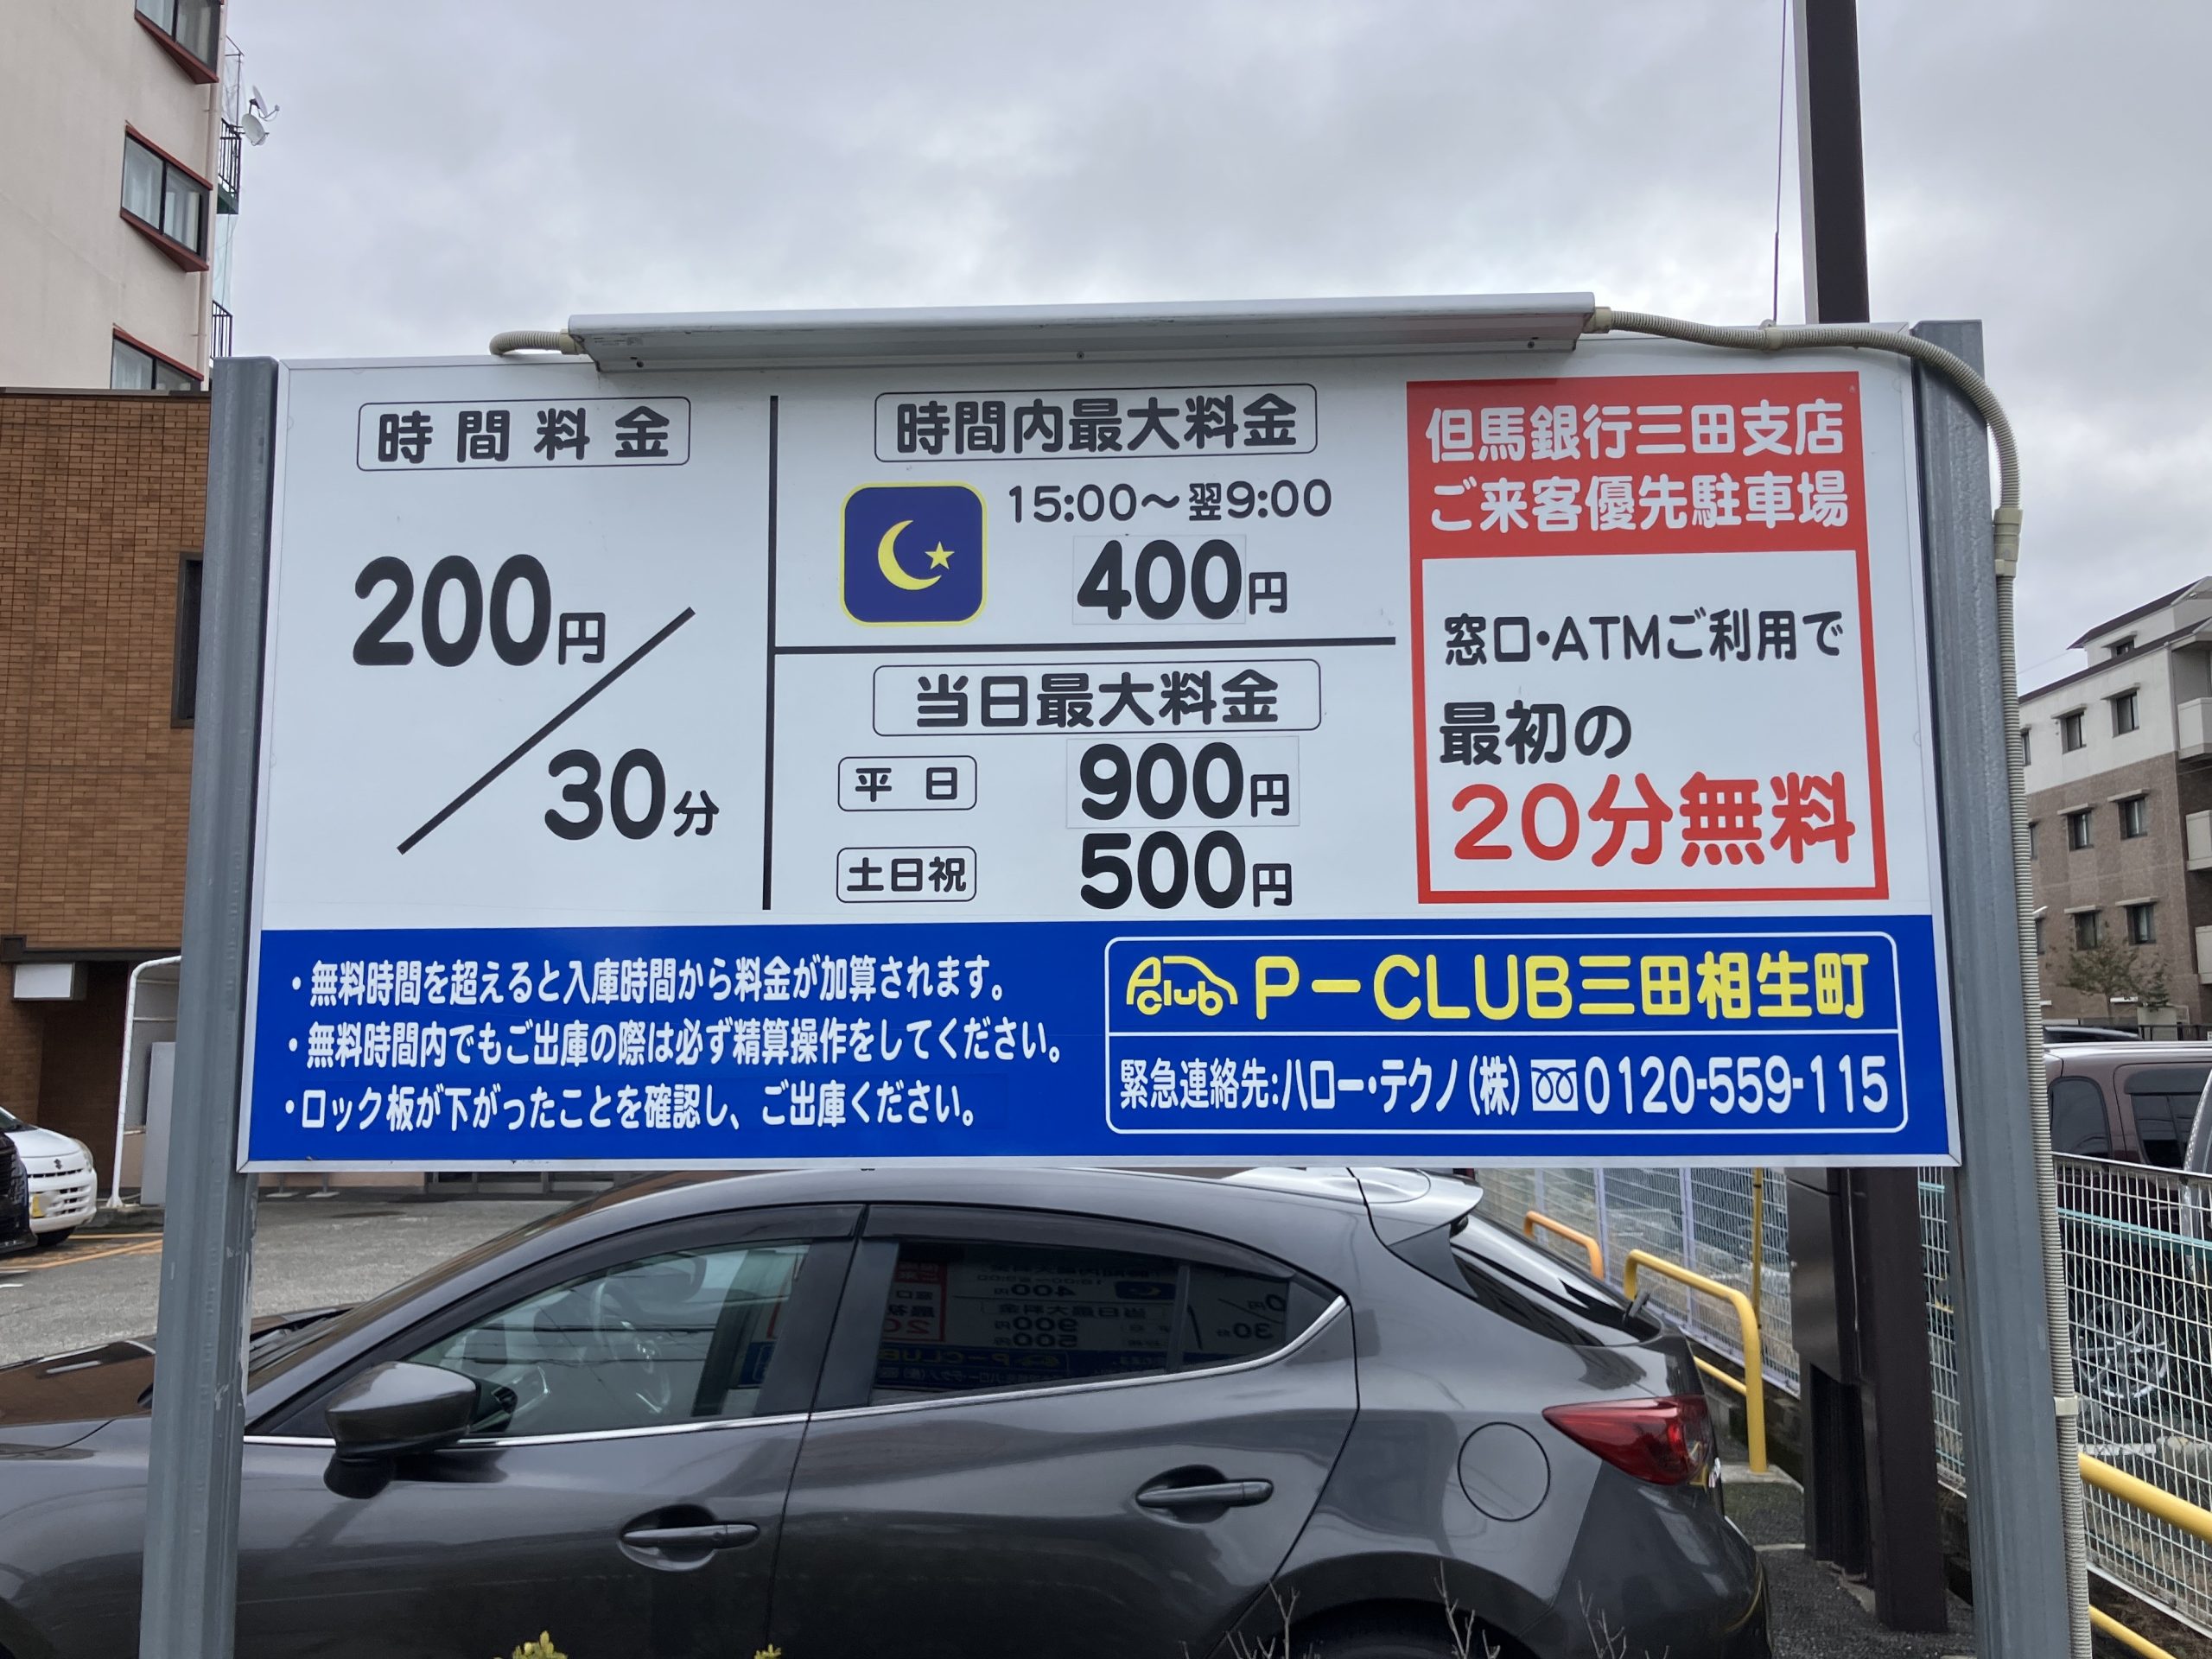 時間料金
200円
30分
時間内最大料金
15:00～翌9:00
400円
当日最大料金
平日
900円
土日祝
500円
但馬銀行三田支店
ご来客優先駐車場
窓口・ATMご利用で
最初の
20分無料
・無料時間を超えると入庫時間から料金が加算されます。
・無料時間内でもご出庫の際は必ず精算操作をしてください。
・ロック板が下がったことを確認し、ご出庫ください。
P club P－CLUB三田相生町
緊急連絡先:ハロー・テクノ(株) 0120-559-115